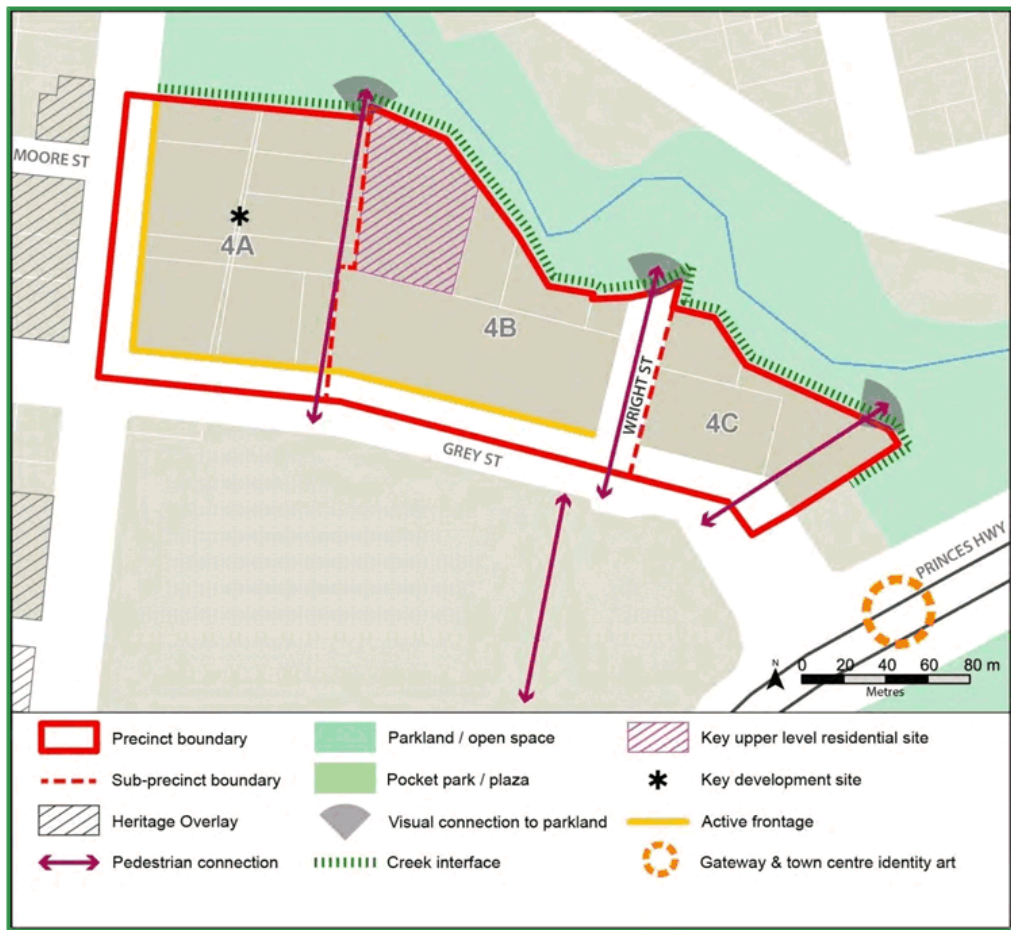 MOORE ST
4A
4B
WRIGHT ST
4C
GREY ST
PRINCES HWY
N
0 20 40 60 80 m
Metres
Precinct boundary
Parkland / open space
Key upper level residential site
Sub-precinct boundary
Pocket park / plaza
Key development site
Heritage Overlay
Visual connection to parkland
Active frontage
Pedestrian connection
Creek interface
Gateway & town centre identity art